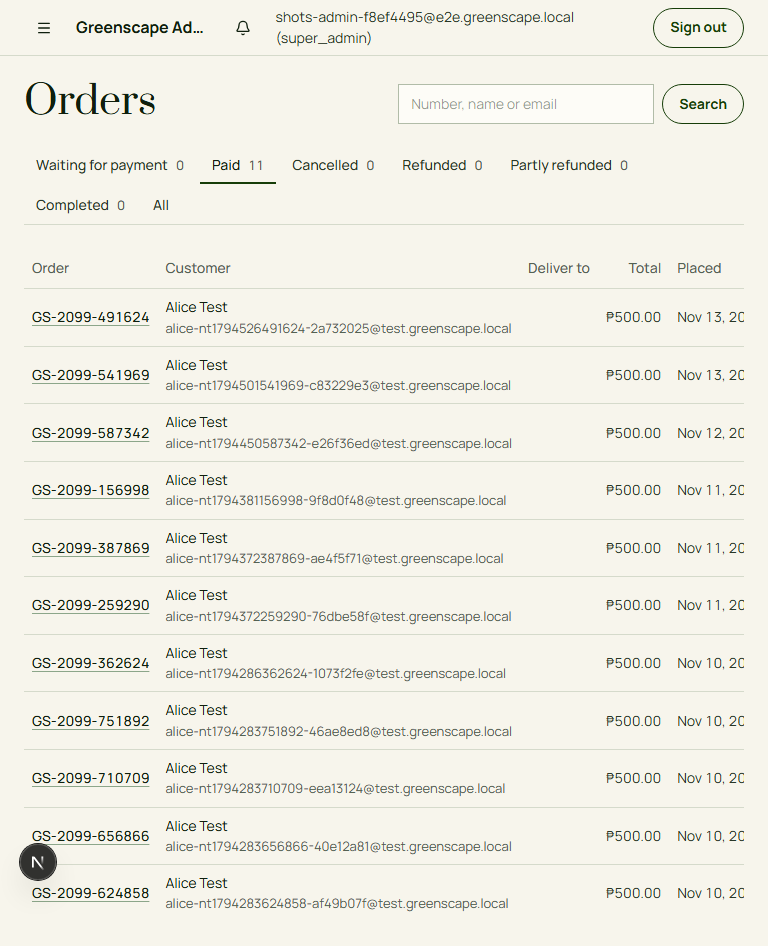 Greenscape Ad...
shots-admin-f8ef4495@e2e.greenscape.local
(super_admin)
Sign out
Orders
Number, name or email
Search
Waiting for payment 0
Paid 11
Cancelled 0
Refunded 0
Partly refunded 0
Completed 0
All
Order Customer Deliver to Total Placed
GS-2099-491624 Alice Test ₱500.00 Nov 13, 20
alice-nt1794526491624-2a732025@test.greenscape.local
GS-2099-541969 Alice Test ₱500.00 Nov 13, 20
alice-nt1794501541969-c83229e3@test.greenscape.local
GS-2099-587342 Alice Test ₱500.00 Nov 12, 20
alice-nt1794450587342-e26f36ed@test.greenscape.local
GS-2099-156998 Alice Test ₱500.00 Nov 11, 20
alice-nt1794381156998-9f8d0f48@test.greenscape.local
GS-2099-387869 Alice Test ₱500.00 Nov 11, 20
alice-nt1794372387869-ae4f5f71@test.greenscape.local
GS-2099-259290 Alice Test ₱500.00 Nov 11, 20
alice-nt1794372259290-76dbe58f@test.greenscape.local
GS-2099-362624 Alice Test ₱500.00 Nov 10, 20
alice-nt1794286362624-1073f2fe@test.greenscape.local
GS-2099-751892 Alice Test ₱500.00 Nov 10, 20
alice-nt1794283751892-46ae8ed8@test.greenscape.local
GS-2099-710709 Alice Test ₱500.00 Nov 10, 20
alice-nt1794283710709-eea13124@test.greenscape.local
GS-2099-656866 Alice Test ₱500.00 Nov 10, 20
alice-nt1794283656866-40e12a81@test.greenscape.local
N
GS-2099-624858 Alice Test ₱500.00 Nov 10, 20
alice-nt1794283624858-af49b07f@test.greenscape.local